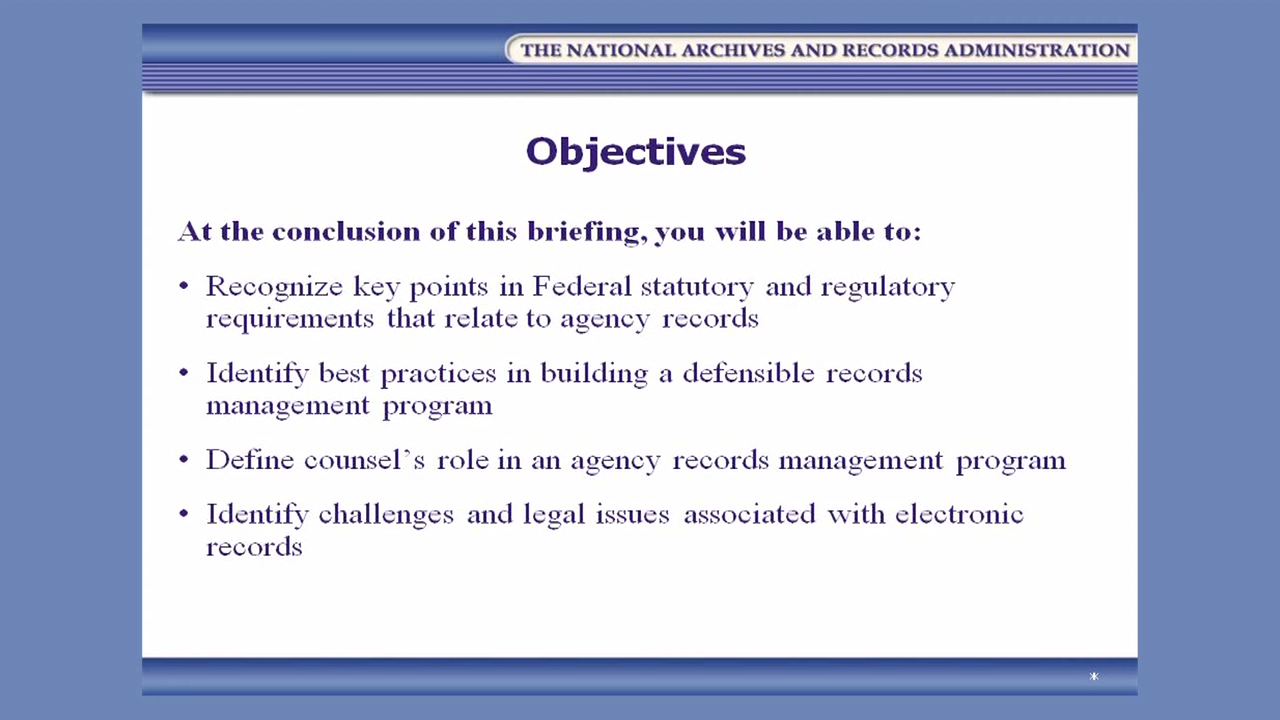 THE NATIONAL ARCHIVES AND RECORDS ADMINISTRATION
Objectives
At the conclusion of this briefing, you will be able to:
• Recognize key points in Federal statutory and regulatory
requirements that relate to agency records
• Identify best practices in building a defensible records
management program
• Define counsel’s role in an agency records management program
• Identify challenges and legal issues associated with electronic
records
*